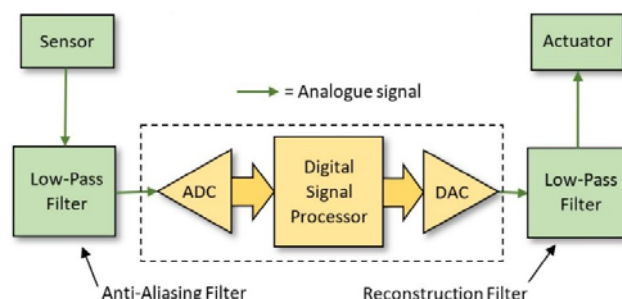 Sensor
Actuator
= Analogue signal
Low-Pass
Filter
ADC
Digital
Signal
Processor
DAC
Low-Pass
Filter
Anti-Aliasing Filter
Reconstruction Filter